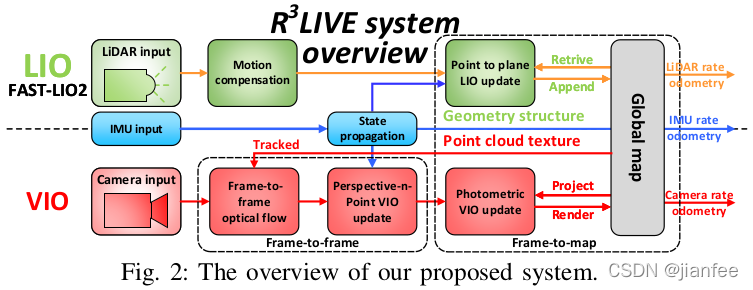 R³LIVE system
overview
LIO
FAST-LIO2
LiDAR input
Motion
compensation
Point to plane
LIO update
Retrive
Append
Global map
LiDAR rate
odometry
IMU input
State
propagation
Geometry structure
IMU rate
odometry
Tracked
Point cloud texture
VIO
Camera input
Frame-to-
frame
optical flow
Perspective-n-
Point VIO
update
Photometric
VIO update
Project
Render
Camera rate
odometry
Frame-to-frame
Frame-to-map
Fig. 2: The overview of our proposed system.
CSDN @jianfee